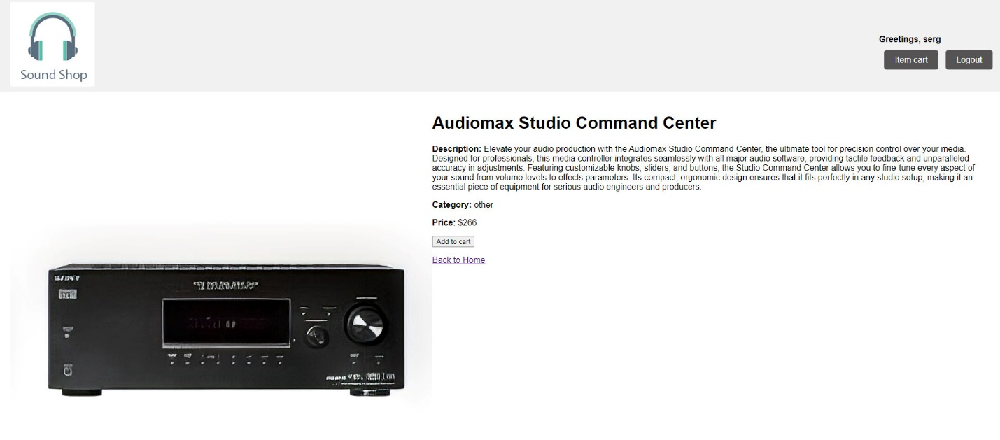 Sound Shop
Greetings, serg
Item cart
Logout
Audiomax Studio Command Center
Description: Elevate your audio production with the Audiomax Studio Command Center, the ultimate tool for precision control over your media.
Designed for professionals, this media controller integrates seamlessly with all major audio software, providing tactile feedback and unparalleled
accuracy in adjustments. Featuring customizable knobs, sliders, and buttons, the Studio Command Center allows you to fine-tune every aspect of
your sound from volume levels to effects parameters. Its compact, ergonomic design ensures that it fits perfectly in any studio setup, making it an
essential piece of equipment for serious audio engineers and producers.
Category: other
Price: $266
Add to cart
Back to Home